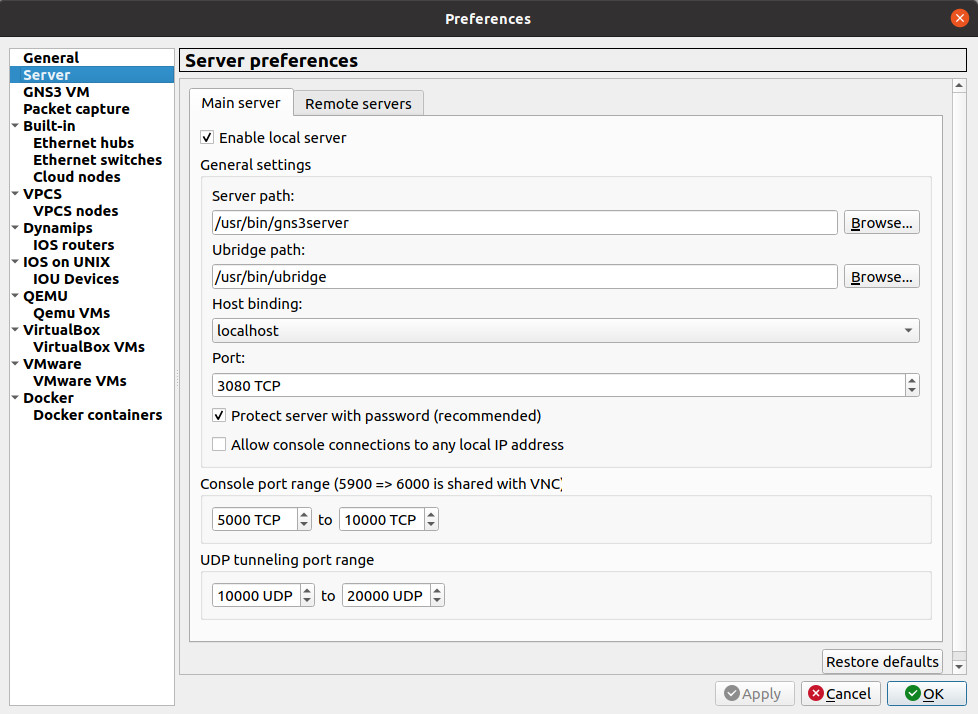 Preferences
General
Server
GNS3 VM
Packet capture
Built-in
Ethernet hubs
Ethernet switches
Cloud nodes
VPCS
VPCS nodes
Dynamips
IOS routers
IOS on UNIX
IOU Devices
QEMU
Qemu VMs
VirtualBox
VirtualBox VMs
VMware
VMware VMs
Docker
Docker containers
Server preferences
Main server
Remote servers
Enable local server
General settings
Server path:
/usr/bin/gns3server
Browse...
Ubridge path:
/usr/bin/ubridge
Browse...
Host binding:
localhost
Port:
3080 TCP
Protect server with password (recommended)
Allow console connections to any local IP address
Console port range (5900 => 6000 is shared with VNC)
5000 TCP to 10000 TCP
UDP tunneling port range
10000 UDP to 20000 UDP
Restore defaults
Apply
Cancel
OK